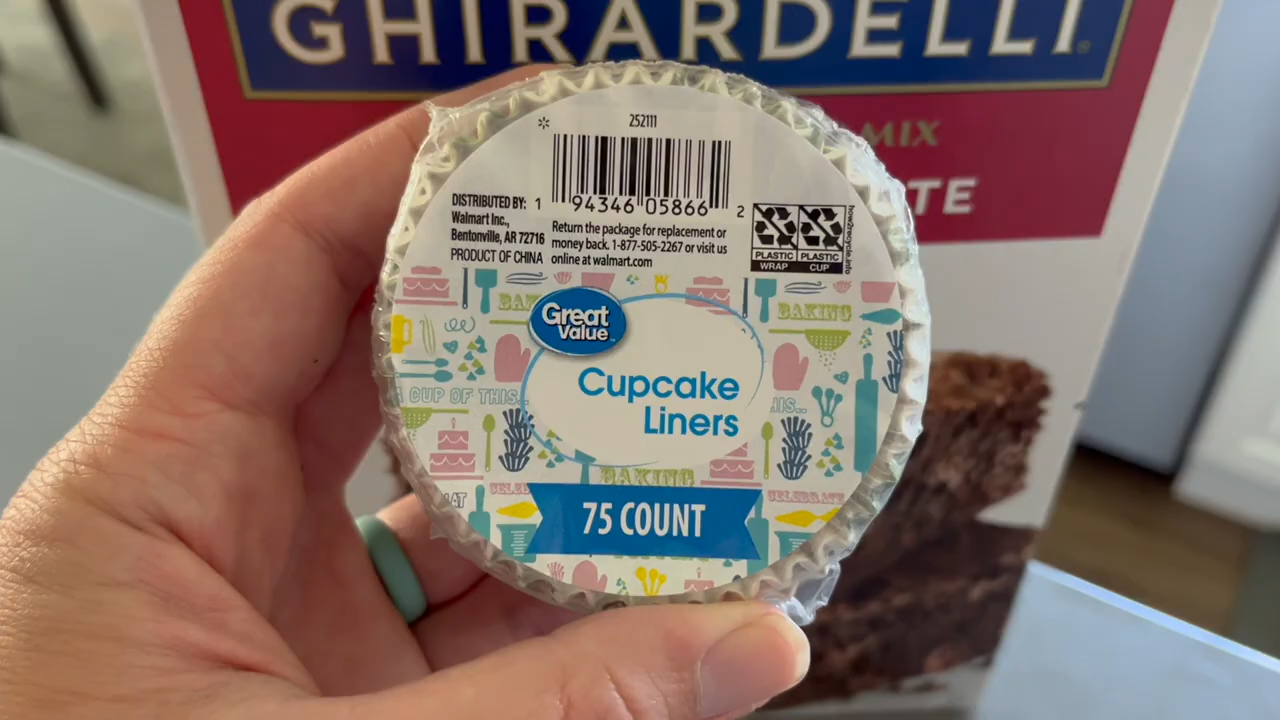 GHIRARDELLI
MIX
TE
252111
1 94346 05866 2
DISTRIBUTED BY:
Walmart Inc.,
Bentonville, AR 72716
PRODUCT OF CHINA
Return the package for replacement or
money back. 1-877-505-2267 or visit us
online at walmart.com
PLASTIC WRAP
PLASTIC CUP
how2recycle.info
BAKING
Great
Value
Cupcake
Liners
CUP OF THIS..
BAKING
CELEBRATE
75 COUNT